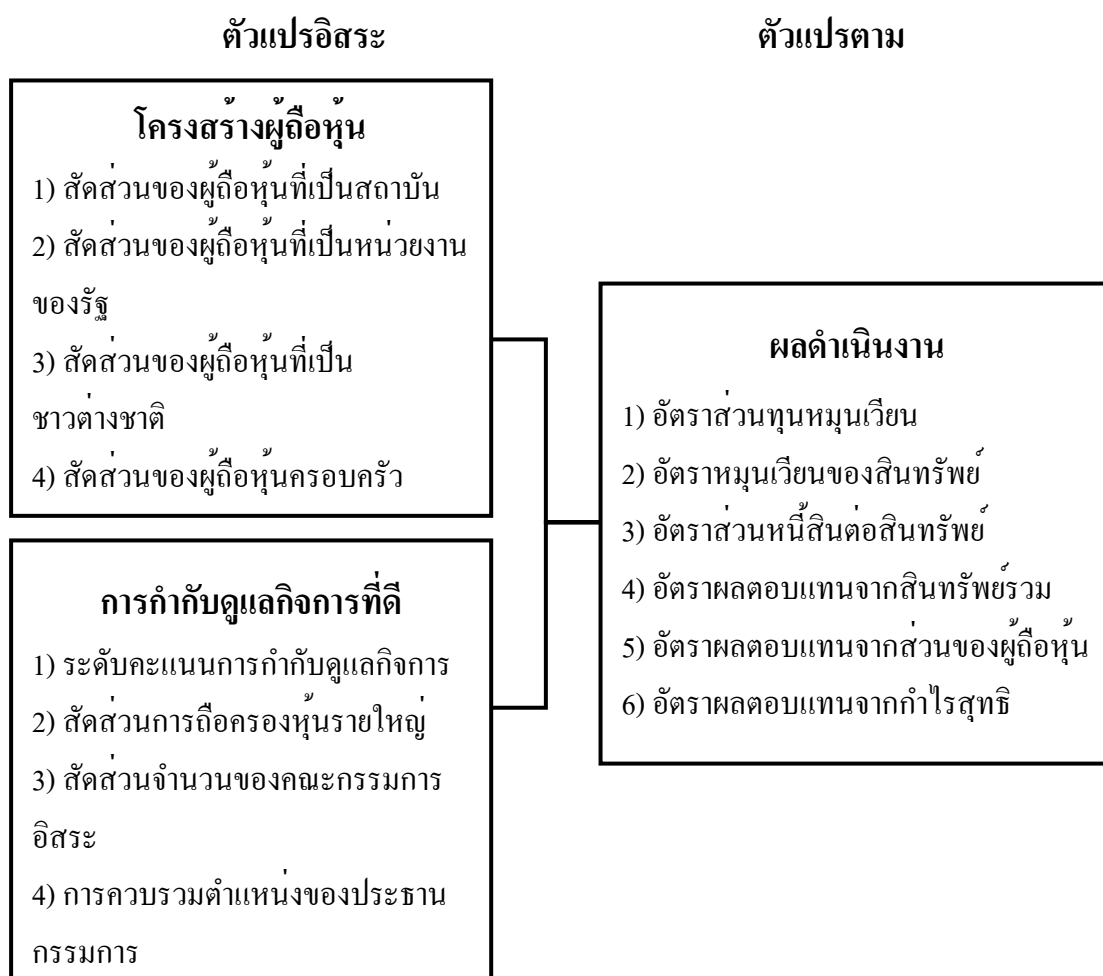 ตัวแปรอิสระ
ตัวแปรตาม
โครงสร้างผู้ถือหุ้น
1) สัดส่วนของผู้ถือหุ้นที่เป็นสถาบัน
2) สัดส่วนของผู้ถือหุ้นที่เป็นหน่วยงาน
ของรัฐ
3) สัดส่วนของผู้ถือหุ้นที่เป็น
ชาวต่างชาติ
4) สัดส่วนของผู้ถือหุ้นครอบครัว
การกำกับดูแลกิจการที่ดี
1) ระดับคะแนนการกำกับดูแลกิจการ
2) สัดส่วนการถือครองหุ้นรายใหญ่
3) สัดส่วนจำนวนของคณะกรรมการ
อิสระ
4) การควบรวมตำแหน่งของประธาน
กรรมการ
ผลดำเนินงาน
1) อัตราส่วนทุนหมุนเวียน
2) อัตราหมุนเวียนของสินทรัพย์
3) อัตราส่วนหนี้สินต่อสินทรัพย์
4) อัตราผลตอบแทนจากสินทรัพย์รวม
5) อัตราผลตอบแทนจากส่วนของผู้ถือหุ้น
6) อัตราผลตอบแทนจากกำไรสุทธิ